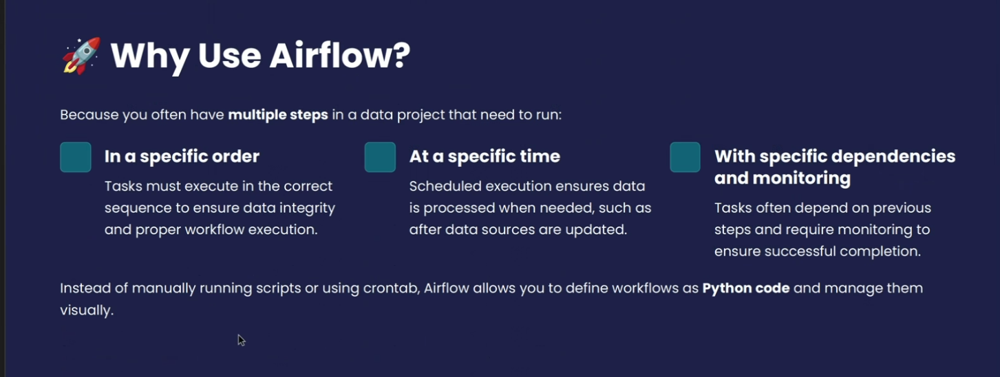 Why Use Airflow?
Because you often have multiple steps in a data project that need to run:
In a specific order
Tasks must execute in the correct
sequence to ensure data integrity
and proper workflow execution.
At a specific time
Scheduled execution ensures data
is processed when needed, such as
after data sources are updated.
With specific dependencies
and monitoring
Tasks often depend on previous
steps and require monitoring to
ensure successful completion.
Instead of manually running scripts or using crontab, Airflow allows you to define workflows as Python code and manage them
visually.